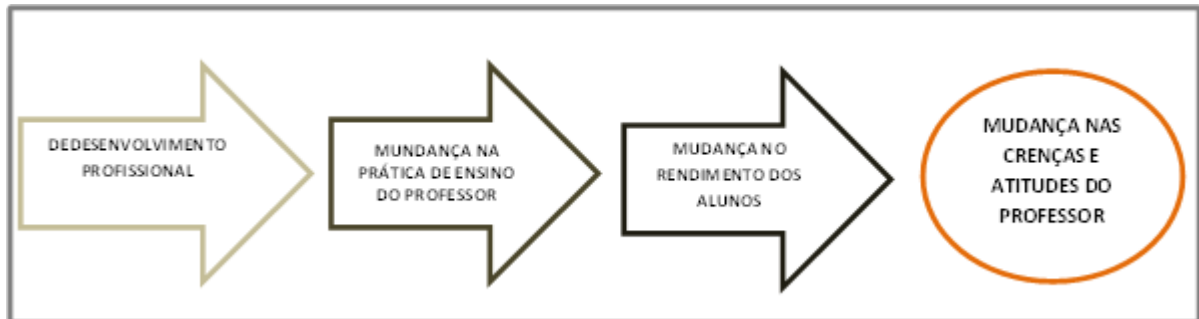 DEDESENVOLVIMENTO
PROFISSIONAL
MUNDANÇA NA
PRÁTICA DE ENSINO
DO PROFESSOR
MUDANÇA NO
RENDIMENTO DOS
ALUNOS
MUDANÇA NAS
CRENÇAS E
ATITUDES DO
PROFESSOR